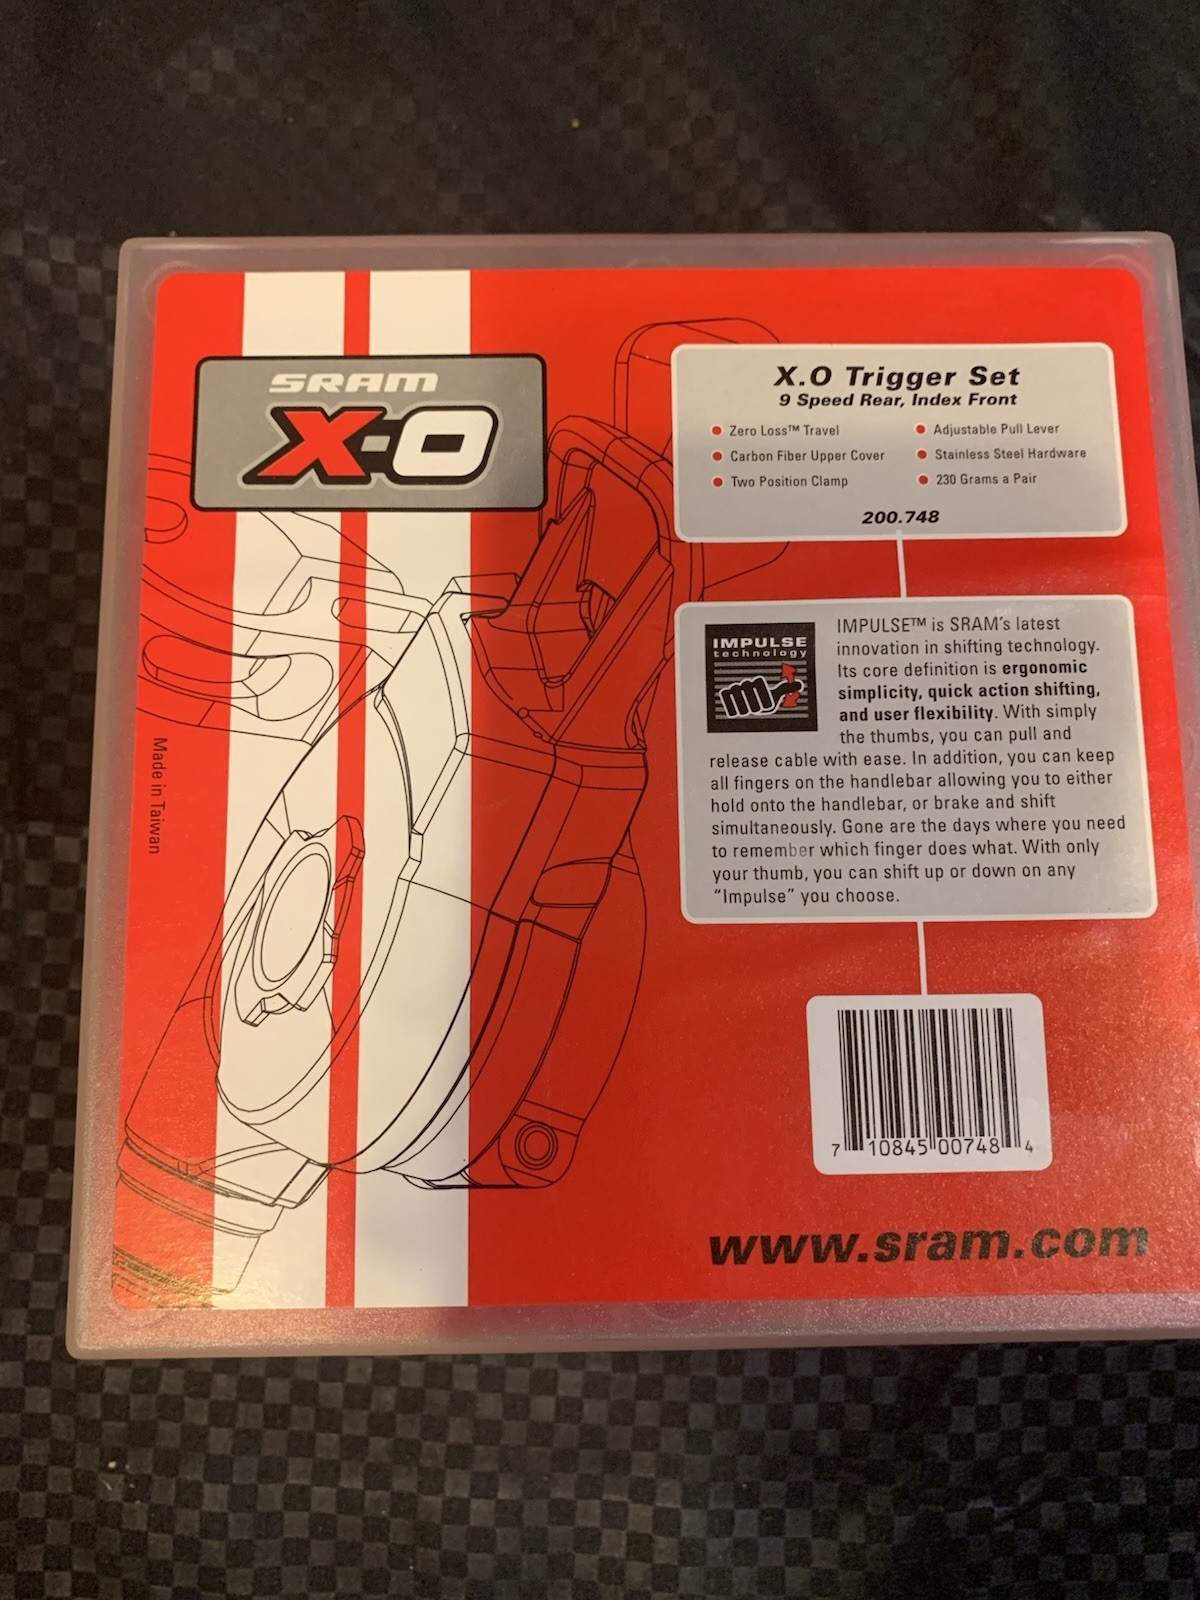 SRAM
X-O
X.O Trigger Set
9 Speed Rear, Index Front
Zero Loss™ Travel
Carbon Fiber Upper Cover
Two Position Clamp
Adjustable Pull Lever
Stainless Steel Hardware
230 Grams a Pair
200.748
IMPULSE
technology
IMPULSE™ is SRAM's latest
innovation in shifting technology.
Its core definition is ergonomic
simplicity, quick action shifting,
and user flexibility. With simply
the thumbs, you can pull and
release cable with ease. In addition, you can keep
all fingers on the handlebar allowing you to either
hold onto the handlebar, or brake and shift
simultaneously. Gone are the days where you need
to remember which finger does what. With only
your thumb, you can shift up or down on any
"Impulse" you choose.
Made in Taiwan
7 10845 00748 4
www.sram.com